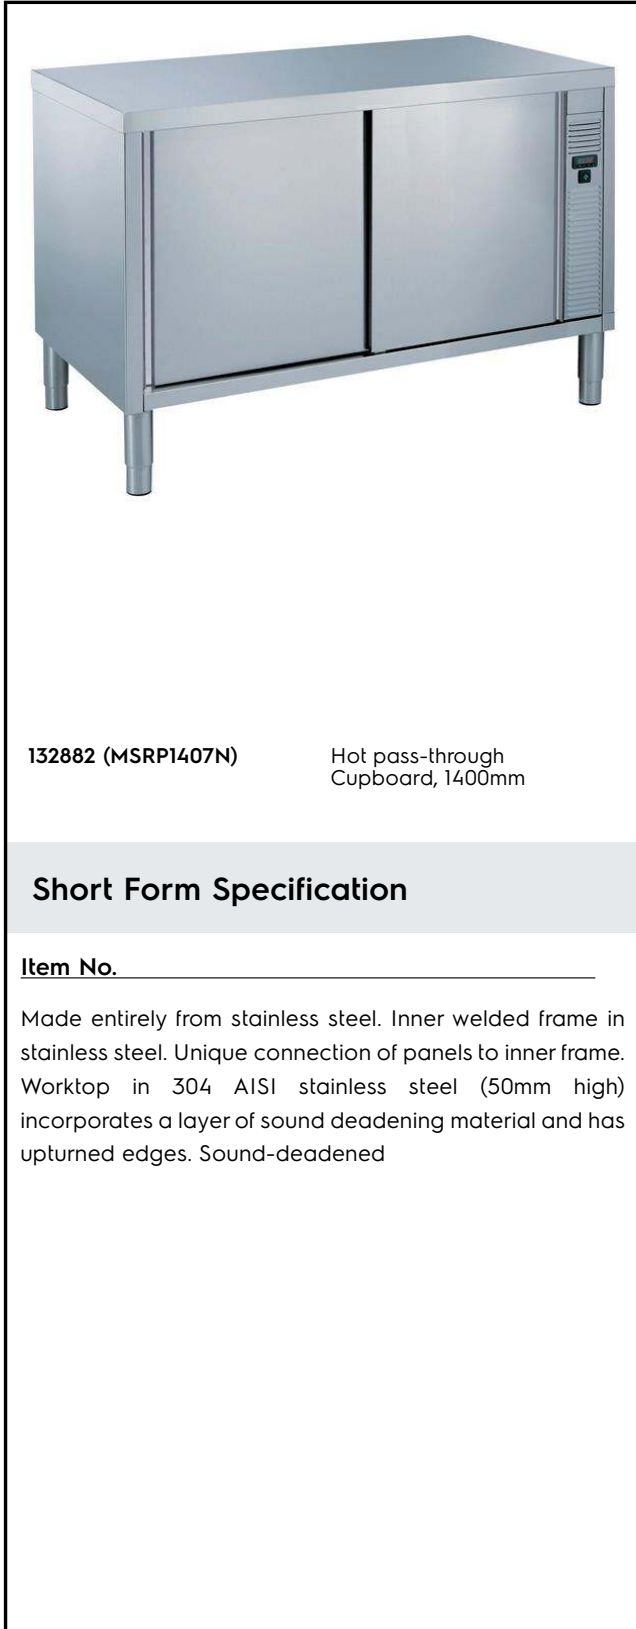 132882 (MSRP1407N)
Hot pass-through
Cupboard, 1400mm
Short Form Specification
Item No.
Made entirely from stainless steel. Inner welded frame in
stainless steel. Unique connection of panels to inner frame.
Worktop in 304 AISI stainless steel (50mm high)
incorporates a layer of sound deadening material and has
upturned edges. Sound-deadened